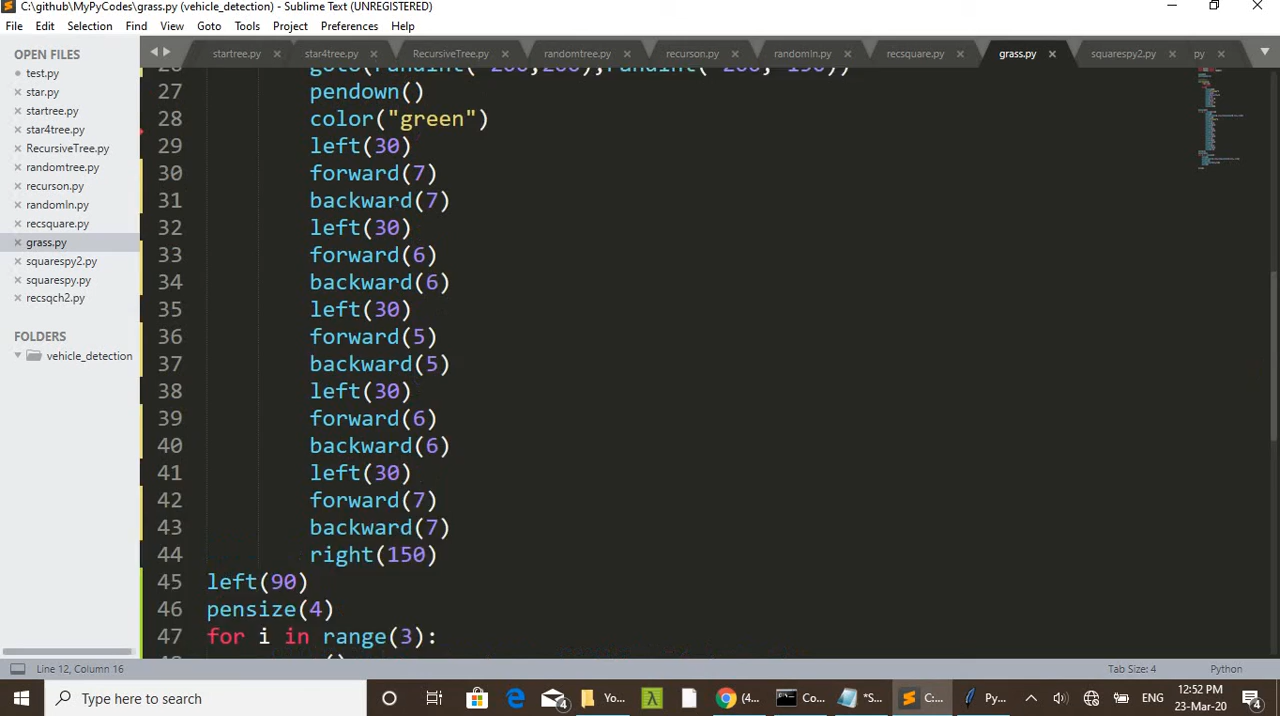 C:\github\MyPyCodes\grass.py (vehicle_detection) - Sublime Text (UNREGISTERED)
File Edit Selection View Goto Tools Project Preferences Help
OPEN FILES
test.py
star.py
startree.py
star4tree.py
RecursiveTree.py
randomtree.py
recurson.py
randomln.py
recsquare.py
grass.py
squarespy2.py
squarespy.py
recsqch2.py
FOLDERS
vehicle_detection
startree.py star4tree.py RecursiveTree.py randomtree.py recurson.py randomln.py recsquare.py grass.py squarespy2.py py
27 pendown()
28 color("green")
29 left(30)
30 forward(7)
31 backward(7)
32 left(30)
33 forward(6)
34 backward(6)
35 left(30)
36 forward(5)
37 backward(5)
38 left(30)
39 forward(6)
40 backward(6)
41 left(30)
42 forward(7)
43 backward(7)
44 right(150)
45 left(90)
46 pensize(4)
47 for i in range(3):
Line 12, Column 16 Tab Size: 4 Python
Type here to search 4 Yo... Co... *S... C:... Py... ENG 12:52 PM 4
23-Mar-20